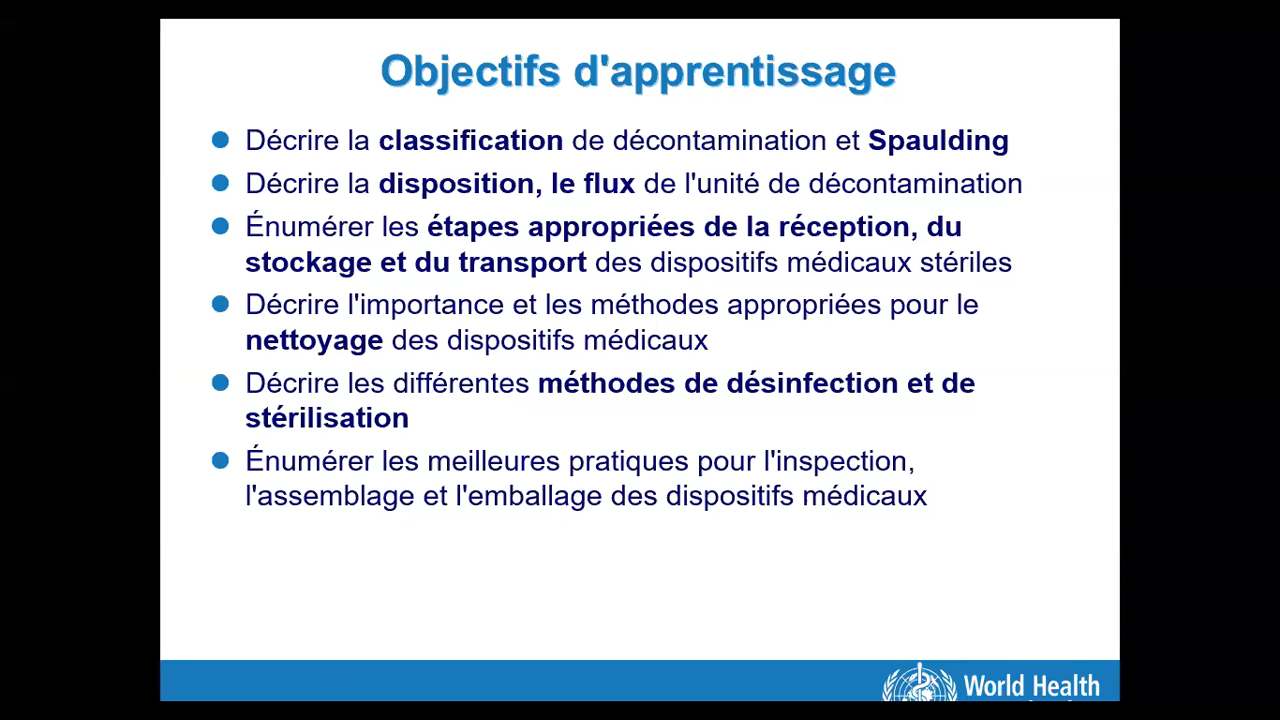 Objectifs d'apprentissage
Décrire la classification de décontamination et Spaulding
Décrire la disposition, le flux de l'unité de décontamination
Énumérer les étapes appropriées de la réception, du
stockage et du transport des dispositifs médicaux stériles
Décrire l'importance et les méthodes appropriées pour le
nettoyage des dispositifs médicaux
Décrire les différentes méthodes de désinfection et de
stérilisation
Énumérer les meilleures pratiques pour l'inspection,
l'assemblage et l'emballage des dispositifs médicaux
World Health